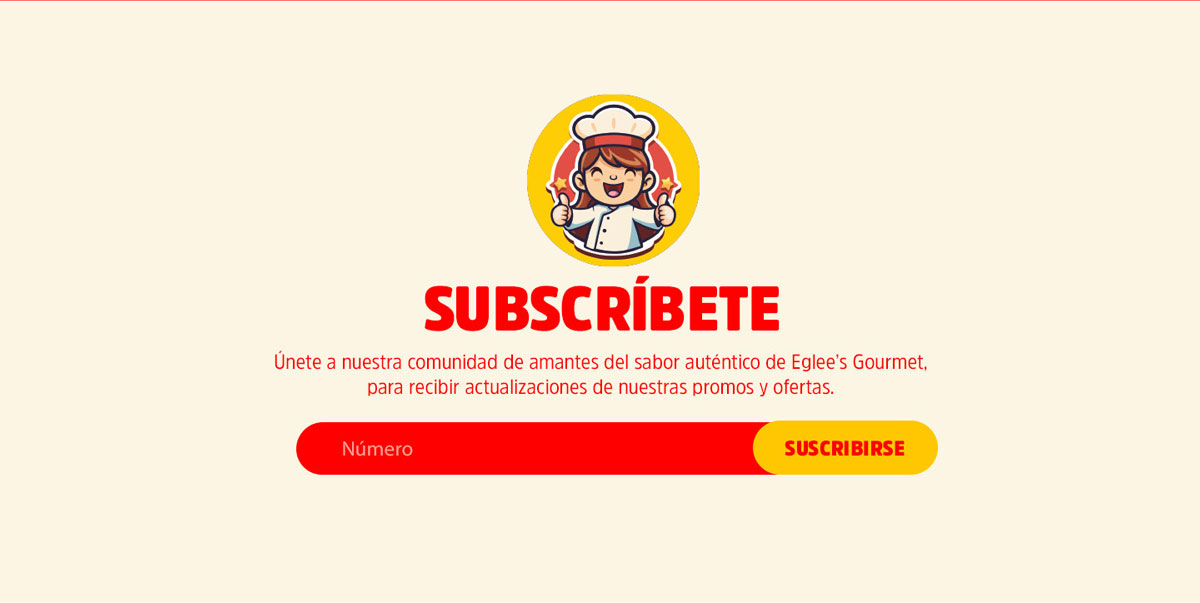 SUBSCRÍBETE
Únete a nuestra comunidad de amantes del sabor auténtico de Eglee's Gourmet,
para recibir actualizaciones de nuestras promos y ofertas.
Número
SUSCRIBIRSE